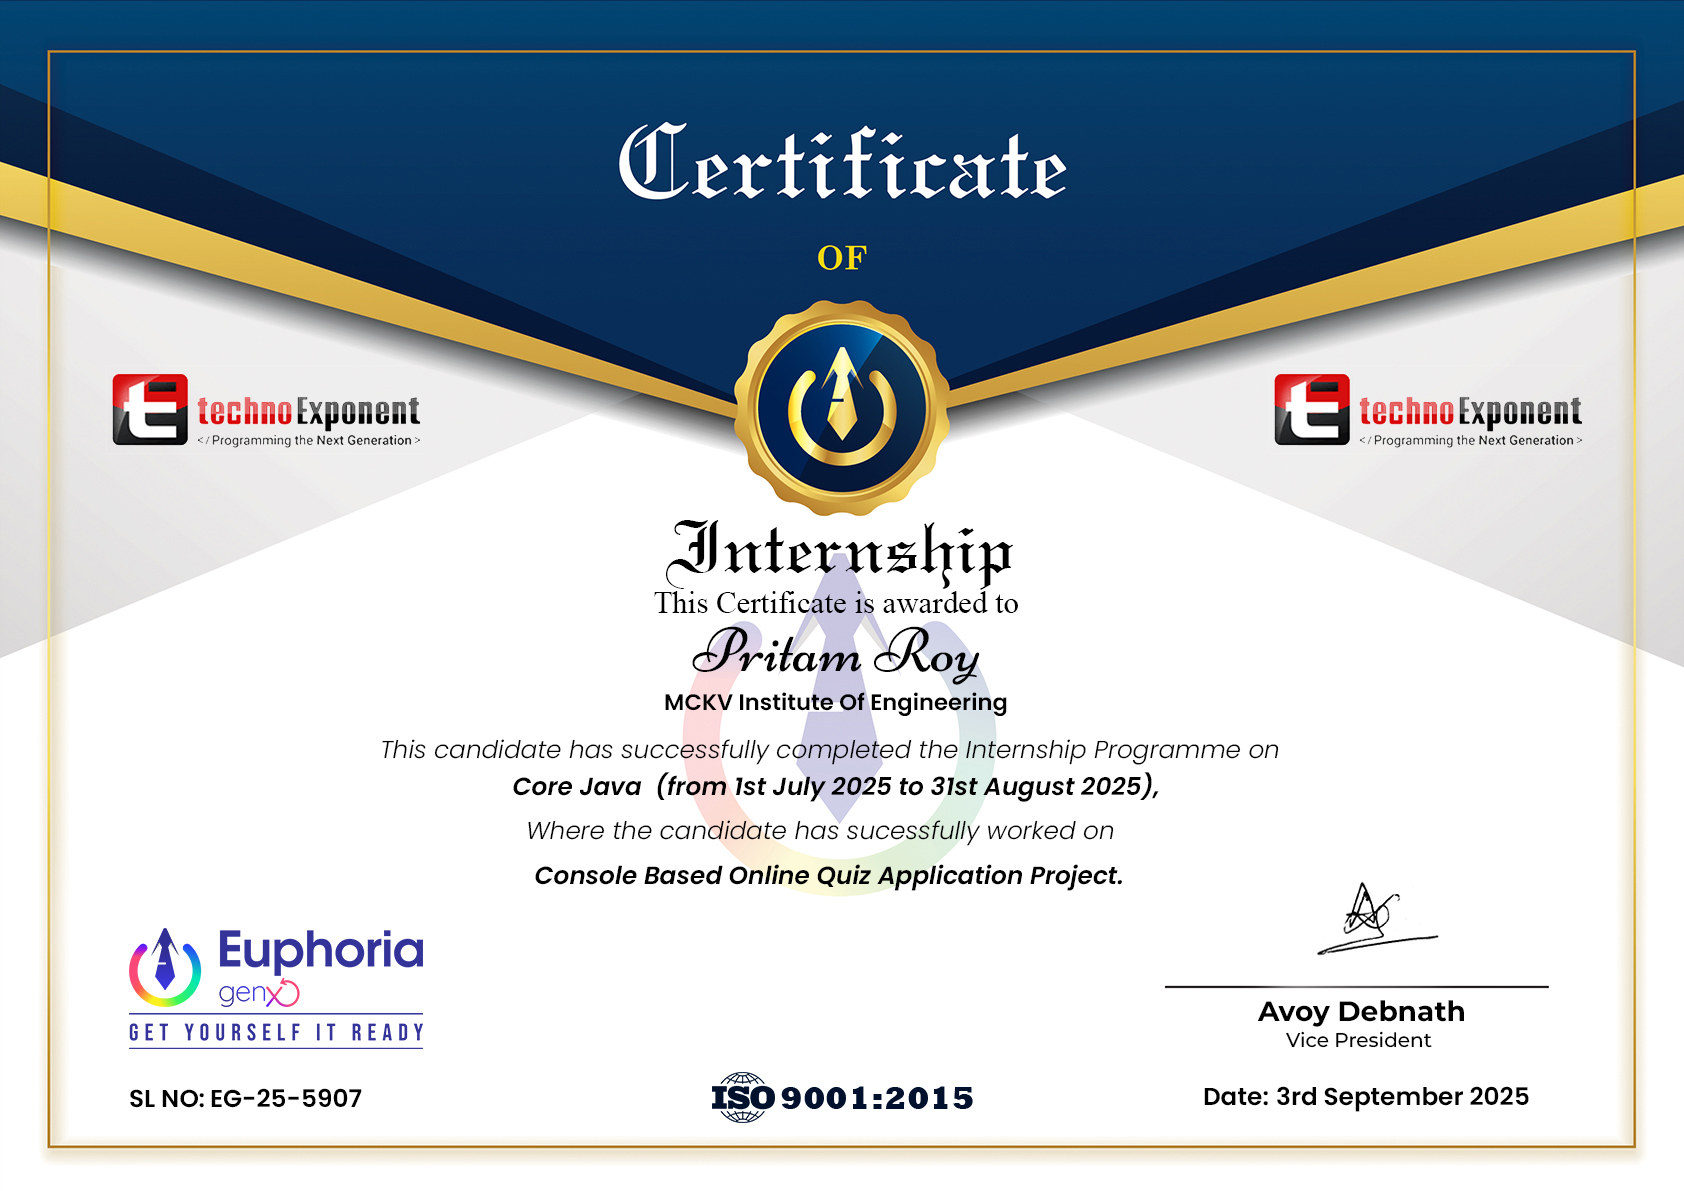 Certificate
OF
techno Exponent
</Programming the Next Generation>
techno Exponent
</Programming the Next Generation>
Internship
This Certificate is awarded to
Pritam Roy
MCKV Institute Of Engineering
This candidate has successfully completed the Internship Programme on
Core Java (from 1st July 2025 to 31st August 2025),
Where the candidate has sucessfully worked on
Console Based Online Quiz Application Project.
Euphoria
genx
GET YOURSELF IT READY
Avoy Debnath
Vice President
SL NO: EG-25-5907
ISO 9001:2015
Date: 3rd September 2025